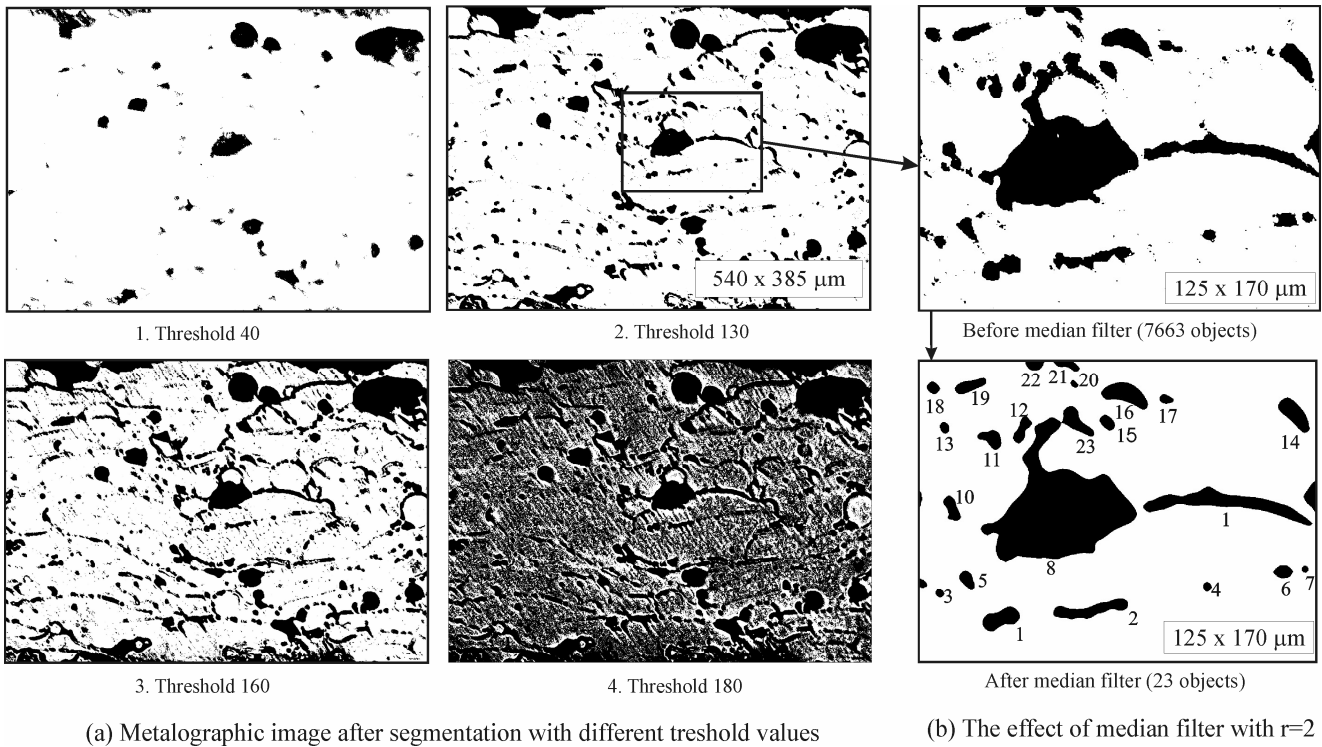 540 x 385 μm
125 x 170 μm
1. Threshold 40
2. Threshold 130
Before median filter (7663 objects)
22
21
20
18
19
16
17
12
13
11
23
15
14
10
1
8
5
3
4
6
7
1
2
125 x 170 μm
3. Threshold 160
4. Threshold 180
After median filter (23 objects)
(a) Metalographic image after segmentation with different treshold values
(b) The effect of median filter with r=2